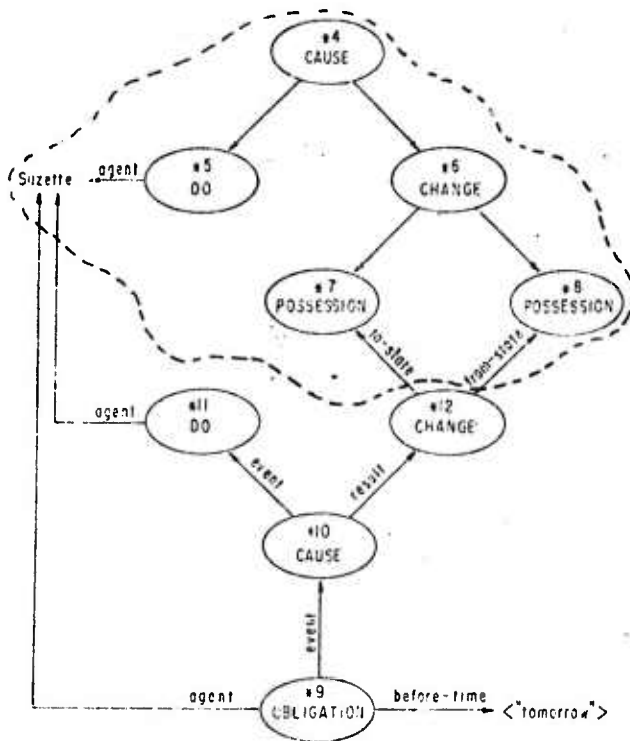 *4
CAUSE
Suzette
agent
*5
DO
*6
CHANGE
*7
POSSESSION
*8
POSSESSION
to-state
from-state
agent
*11
DO
*12
CHANGE
event
result
*10
CAUSE
event
agent
*9
OBLIGATION
before-time
<"tomorrow">